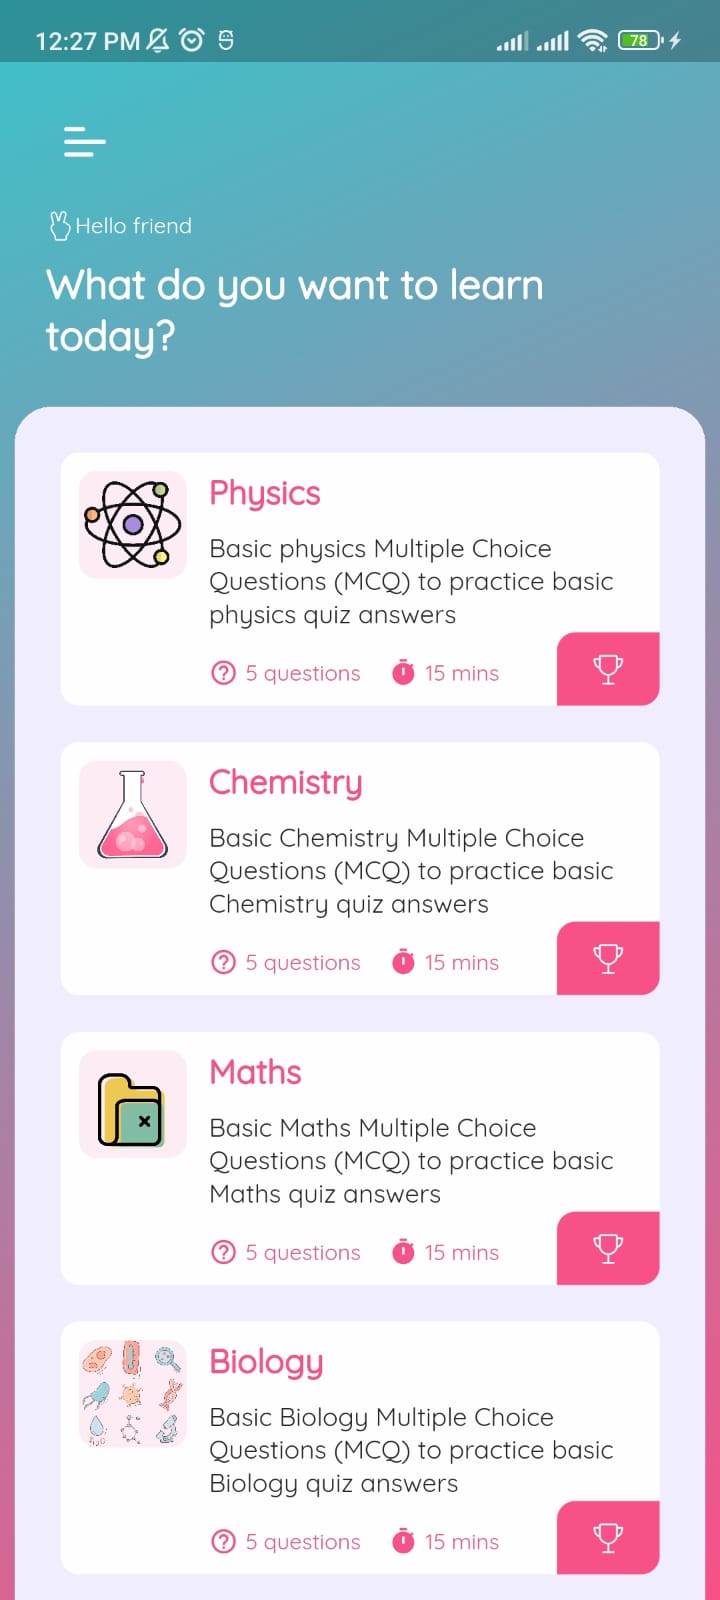 12:27 PM
78
Hello friend
What do you want to learn
today?
Physics
Basic physics Multiple Choice
Questions (MCQ) to practice basic
physics quiz answers
5 questions 15 mins
Chemistry
Basic Chemistry Multiple Choice
Questions (MCQ) to practice basic
Chemistry quiz answers
5 questions 15 mins
Maths
Basic Maths Multiple Choice
Questions (MCQ) to practice basic
Maths quiz answers
5 questions 15 mins
Biology
Basic Biology Multiple Choice
Questions (MCQ) to practice basic
Biology quiz answers
5 questions 15 mins